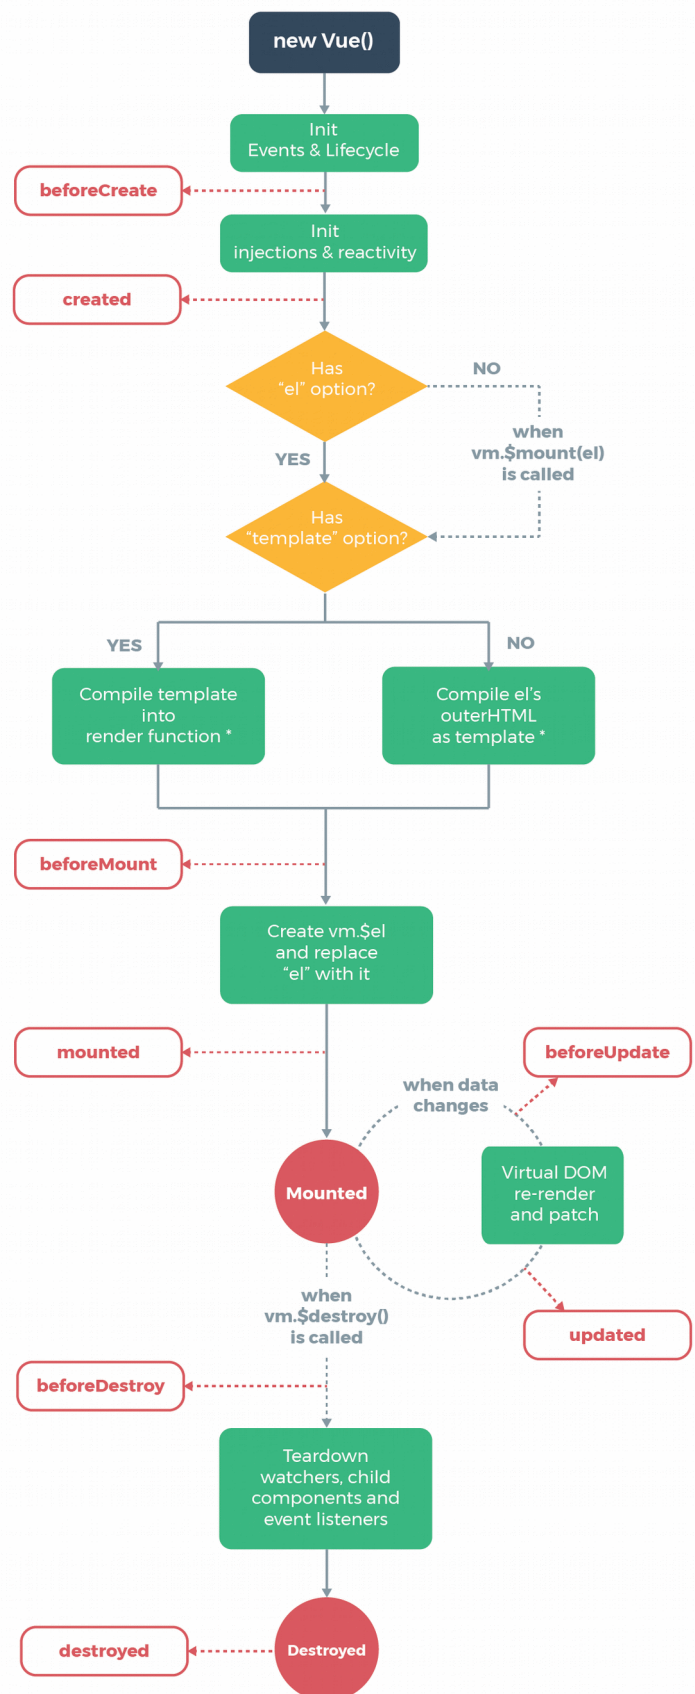 new Vue()
Init
Events & Lifecycle
beforeCreate
Init
injections & reactivity
created
Has
“el” option?
NO
when
vm.$mount(el)
is called
YES
Has
“template” option?
YES
NO
Compile template
into
render function *
Compile el’s
outerHTML
as template *
beforeMount
Create vm.$el
and replace
“el” with it
mounted
beforeUpdate
when data
changes
Mounted
Virtual DOM
re-render
and patch
when
vm.$destroy()
is called
updated
beforeDestroy
Teardown
watchers, child
components and
event listeners
destroyed
Destroyed